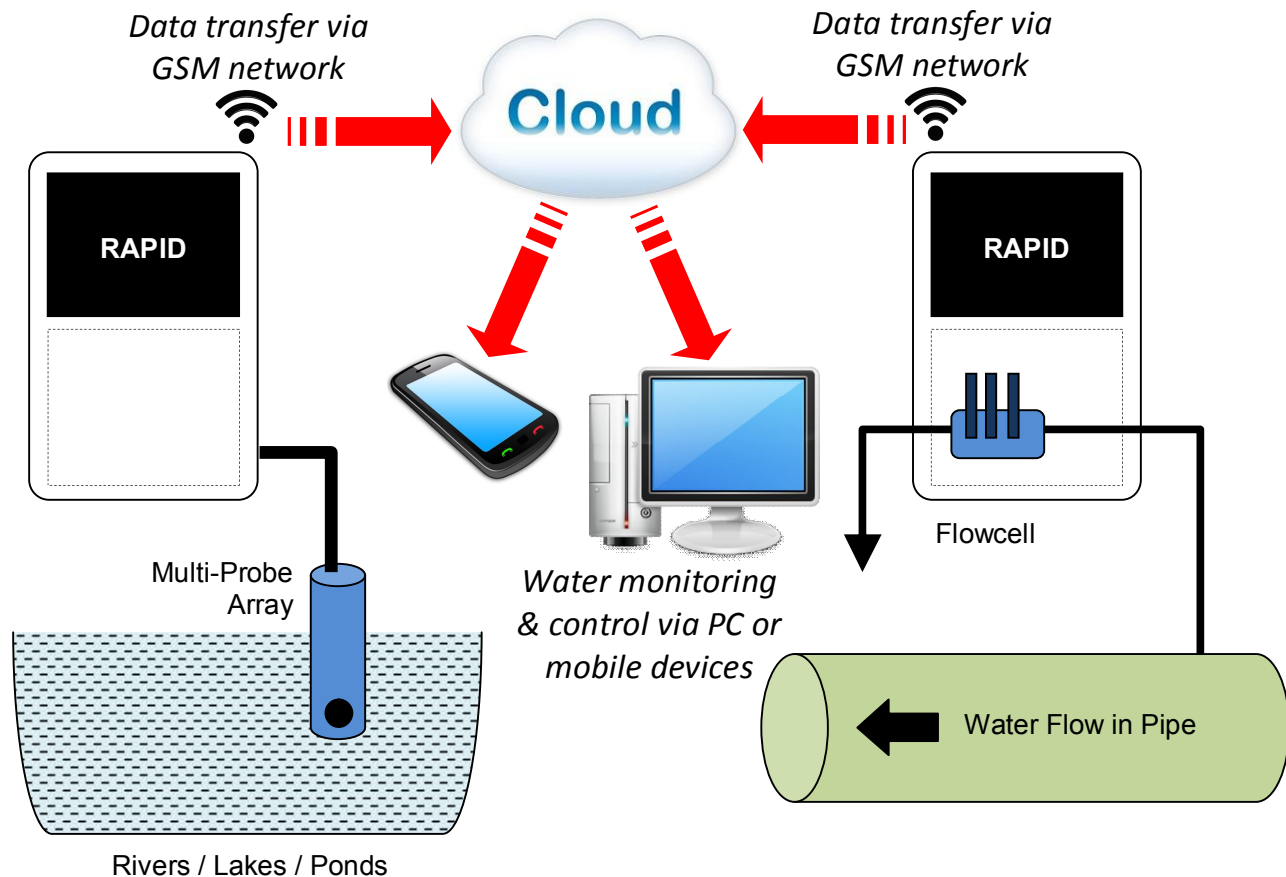 Data transfer via
GSM network
Data transfer via
GSM network
Cloud
RAPID
RAPID
Flowcell
Multi-Probe
Array
Water monitoring
& control via PC or
mobile devices
Water Flow in Pipe
Rivers / Lakes / Ponds